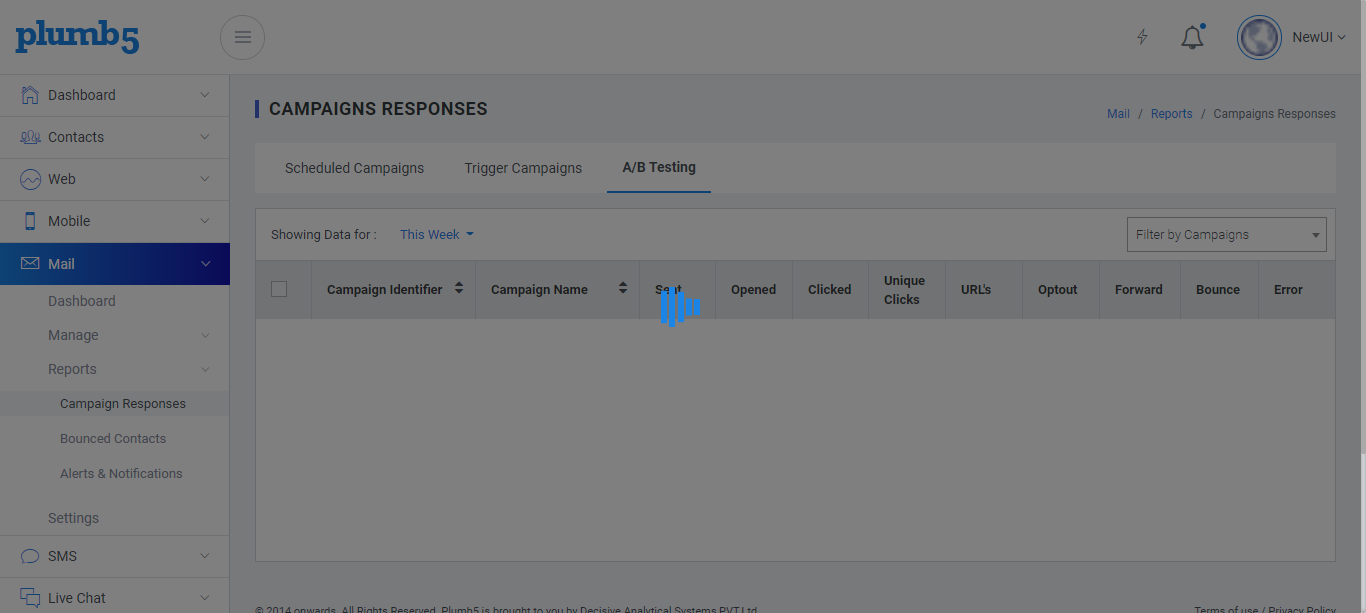 plumb5
NewUI
Dashboard
Contacts
Web
Mobile
Mail
Dashboard
Manage
Reports
Campaign Responses
Bounced Contacts
Alerts & Notifications
Settings
SMS
Live Chat
CAMPAIGNS RESPONSES
Mail / Reports / Campaigns Responses
Scheduled Campaigns Trigger Campaigns A/B Testing
Showing Data for : This Week Filter by Campaigns
Campaign Identifier Campaign Name Sent Opened Clicked Unique Clicks URL's Optout Forward Bounce Error
© 2014 onwards. All Rights Reserved. Plumb5 is brought to you by Decisive Analytical Systems PVT Ltd
Terms of use / Privacy Policy